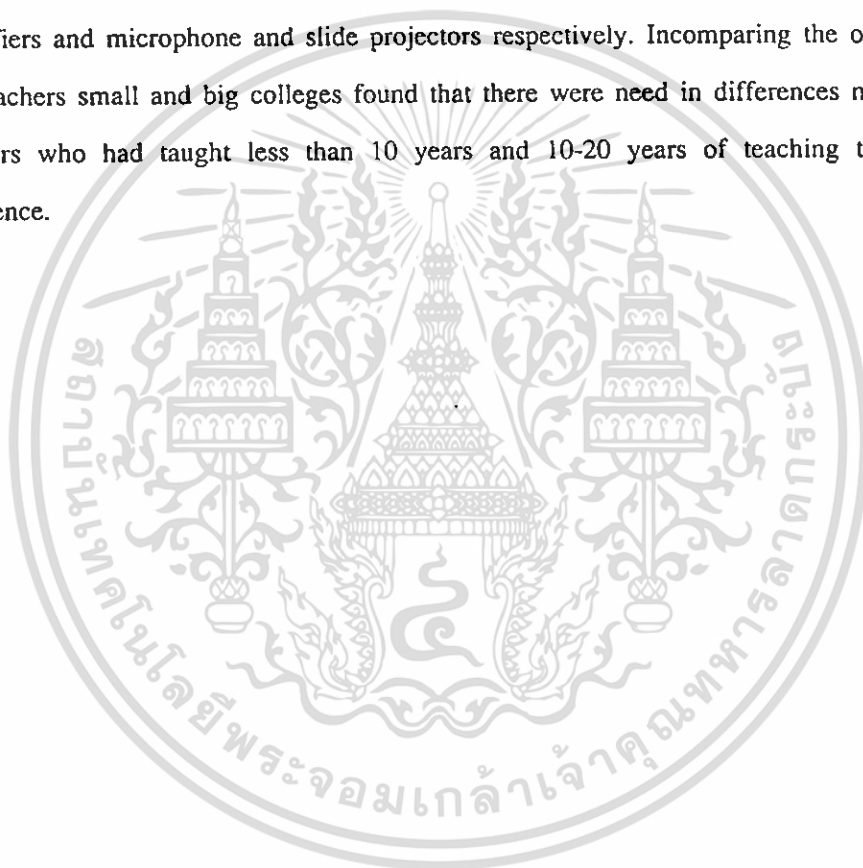 fiers and microphone and slide projectors respectively. Incomparing the o
achers small and big colleges found that there were need in differences n
rs who had taught less than 10 years and 10-20 years of teaching t
ence.
สถาบันเทคโนโลยีพระจอมเกล้าเจ้าคุณทหารลาดกระบัง